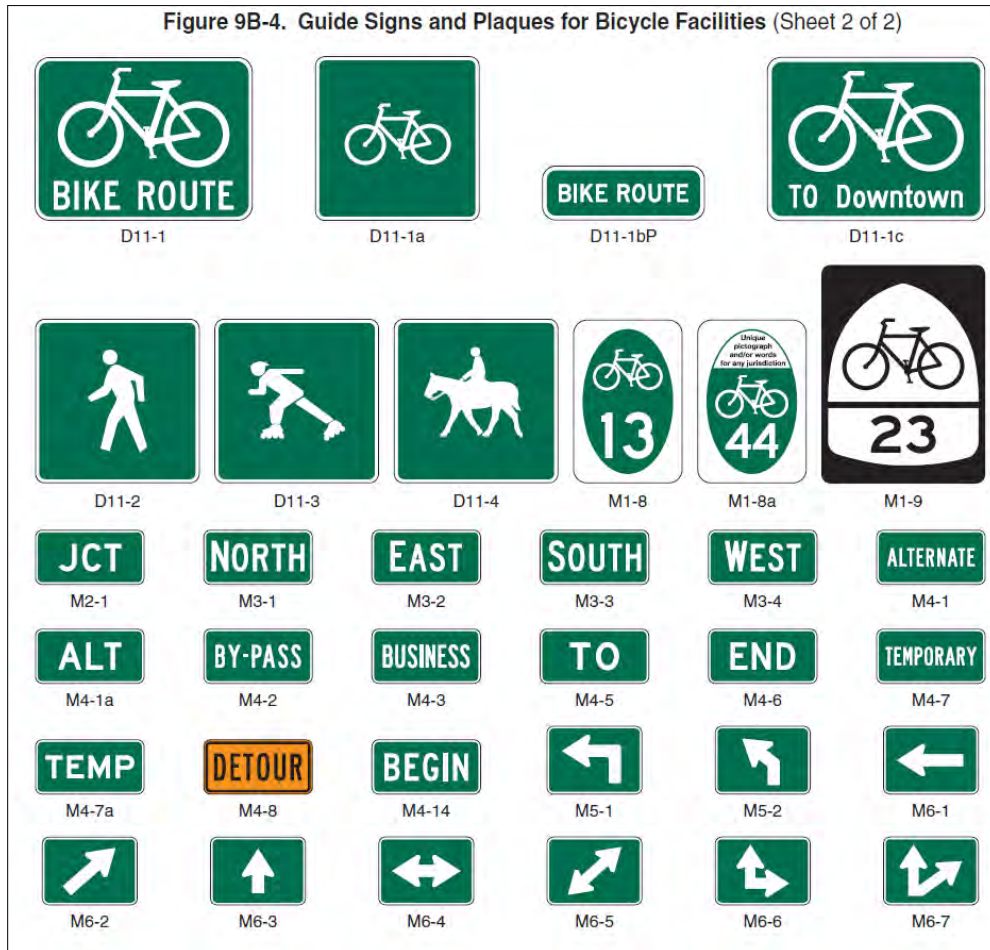 Figure 9B-4. Guide Signs and Plaques for Bicycle Facilities (Sheet 2 of 2)
BIKE ROUTE
BIKE ROUTE
TO Downtown
D11-1
D11-1a
D11-1bP
D11-1c
Unique
pictograph
and/or words
for any jurisdiction
13
44
23
D11-2
D11-3
D11-4
M1-8
M1-8a
M1-9
JCT
NORTH
EAST
SOUTH
WEST
ALTERNATE
M2-1
M3-1
M3-2
M3-3
M3-4
M4-1
ALT
BY-PASS
BUSINESS
TO
END
TEMPORARY
M4-1a
M4-2
M4-3
M4-5
M4-6
M4-7
TEMP
DETOUR
BEGIN
M4-7a
M4-8
M4-14
M5-1
M5-2
M6-1
M6-2
M6-3
M6-4
M6-5
M6-6
M6-7